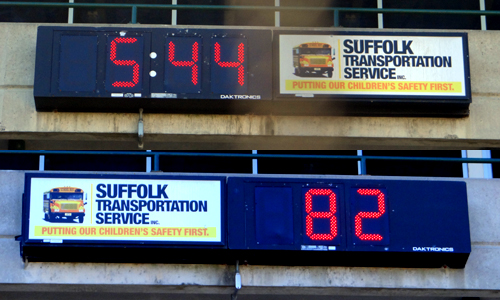 5:44
SUFFOLK
TRANSPORTATION
SERVICE INC.
PUTTING OUR CHILDREN'S SAFETY FIRST.
DAKTRONICS
SUFFOLK
TRANSPORTATION
SERVICE INC.
PUTTING OUR CHILDREN'S SAFETY FIRST.
82
DAKTRONICS